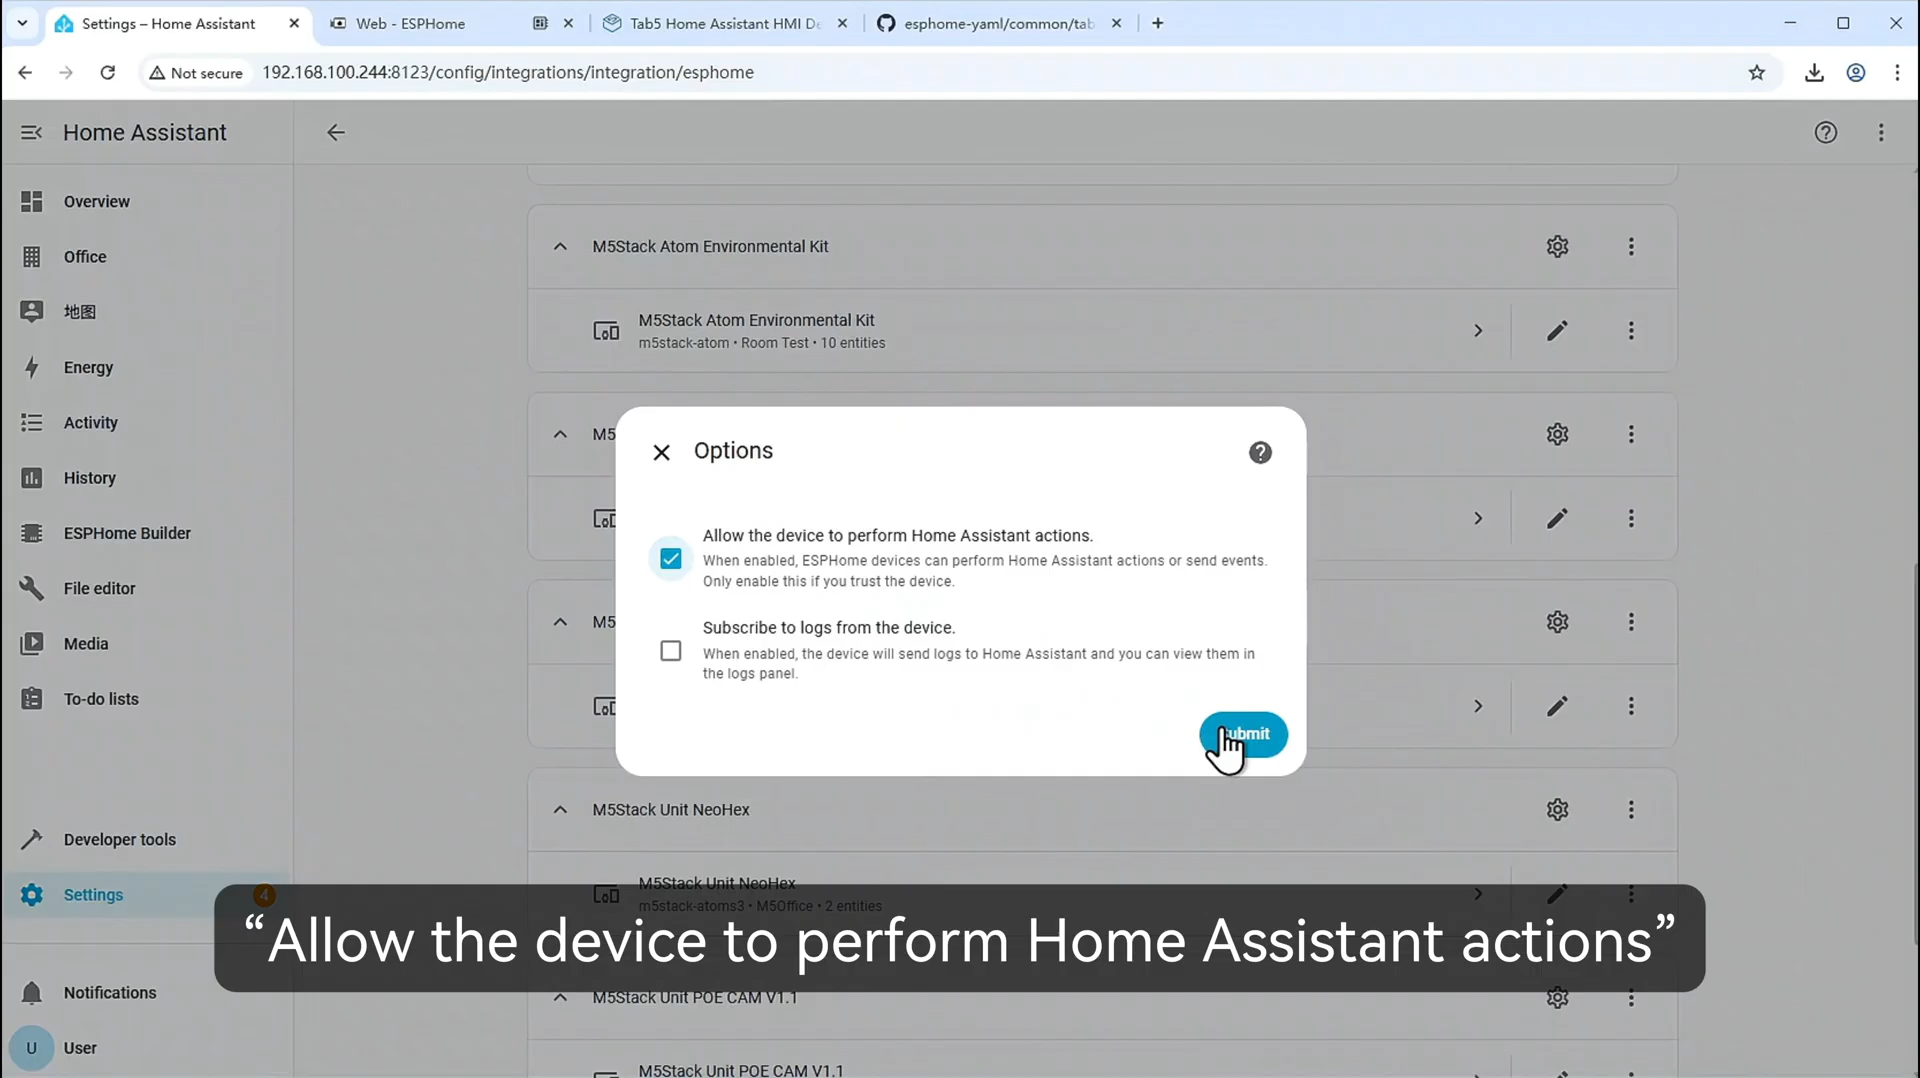 Settings – Home Assistant
Web - ESPHome
Tab5 Home Assistant HMI De
esphome-yaml/common/tab
Not secure
192.168.100.244:8123/config/integrations/integration/esphome
Home Assistant
Overview
Office
地图
Energy
Activity
History
ESPHome Builder
File editor
Media
To-do lists
Developer tools
Settings
4
Notifications
U
User
M5Stack Atom Environmental Kit
M5Stack Atom Environmental Kit
m5stack-atom • Room Test • 10 entities
M5
M5
Options
Allow the device to perform Home Assistant actions.
When enabled, ESPHome devices can perform Home Assistant actions or send events.
Only enable this if you trust the device.
Subscribe to logs from the device.
When enabled, the device will send logs to Home Assistant and you can view them in
the logs panel.
Submit
M5Stack Unit NeoHex
M5Stack Unit NeoHex
m5stack-atoms3 • M5Office • 2 entities
“Allow the device to perform Home Assistant actions”
M5Stack Unit POE CAM V1.1
M5Stack Unit POE CAM V1.1